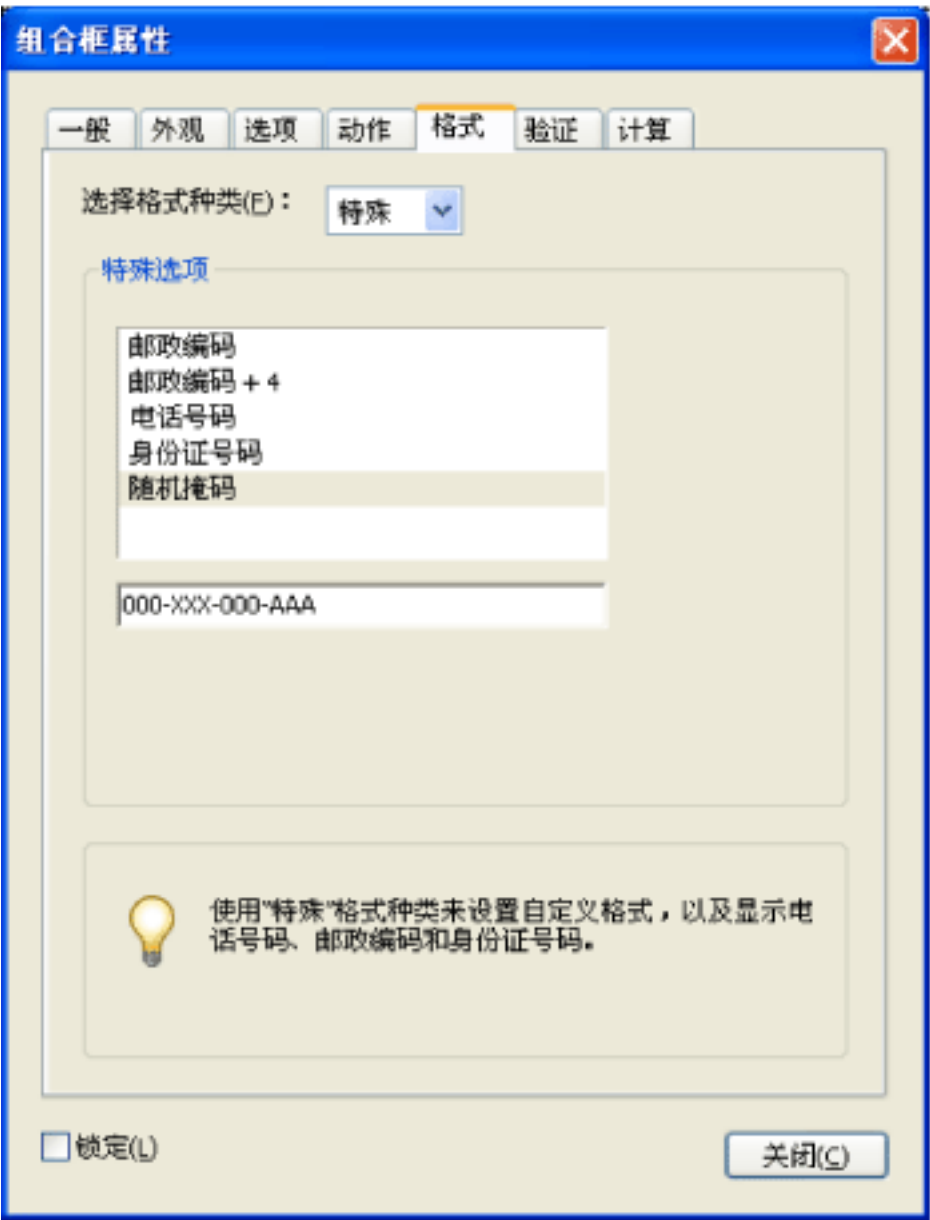 组合框属性
一般 外观 选项 动作 格式 验证 计算
选择格式种类(F)： 特殊
特殊选项
邮政编码
邮政编码 + 4
电话号码
身份证号码
随机掩码
000-XXX-000-AAA
使用"特殊"格式种类来设置自定义格式，以及显示电
话号码、邮政编码和身份证号码。
锁定(L)
关闭(C)